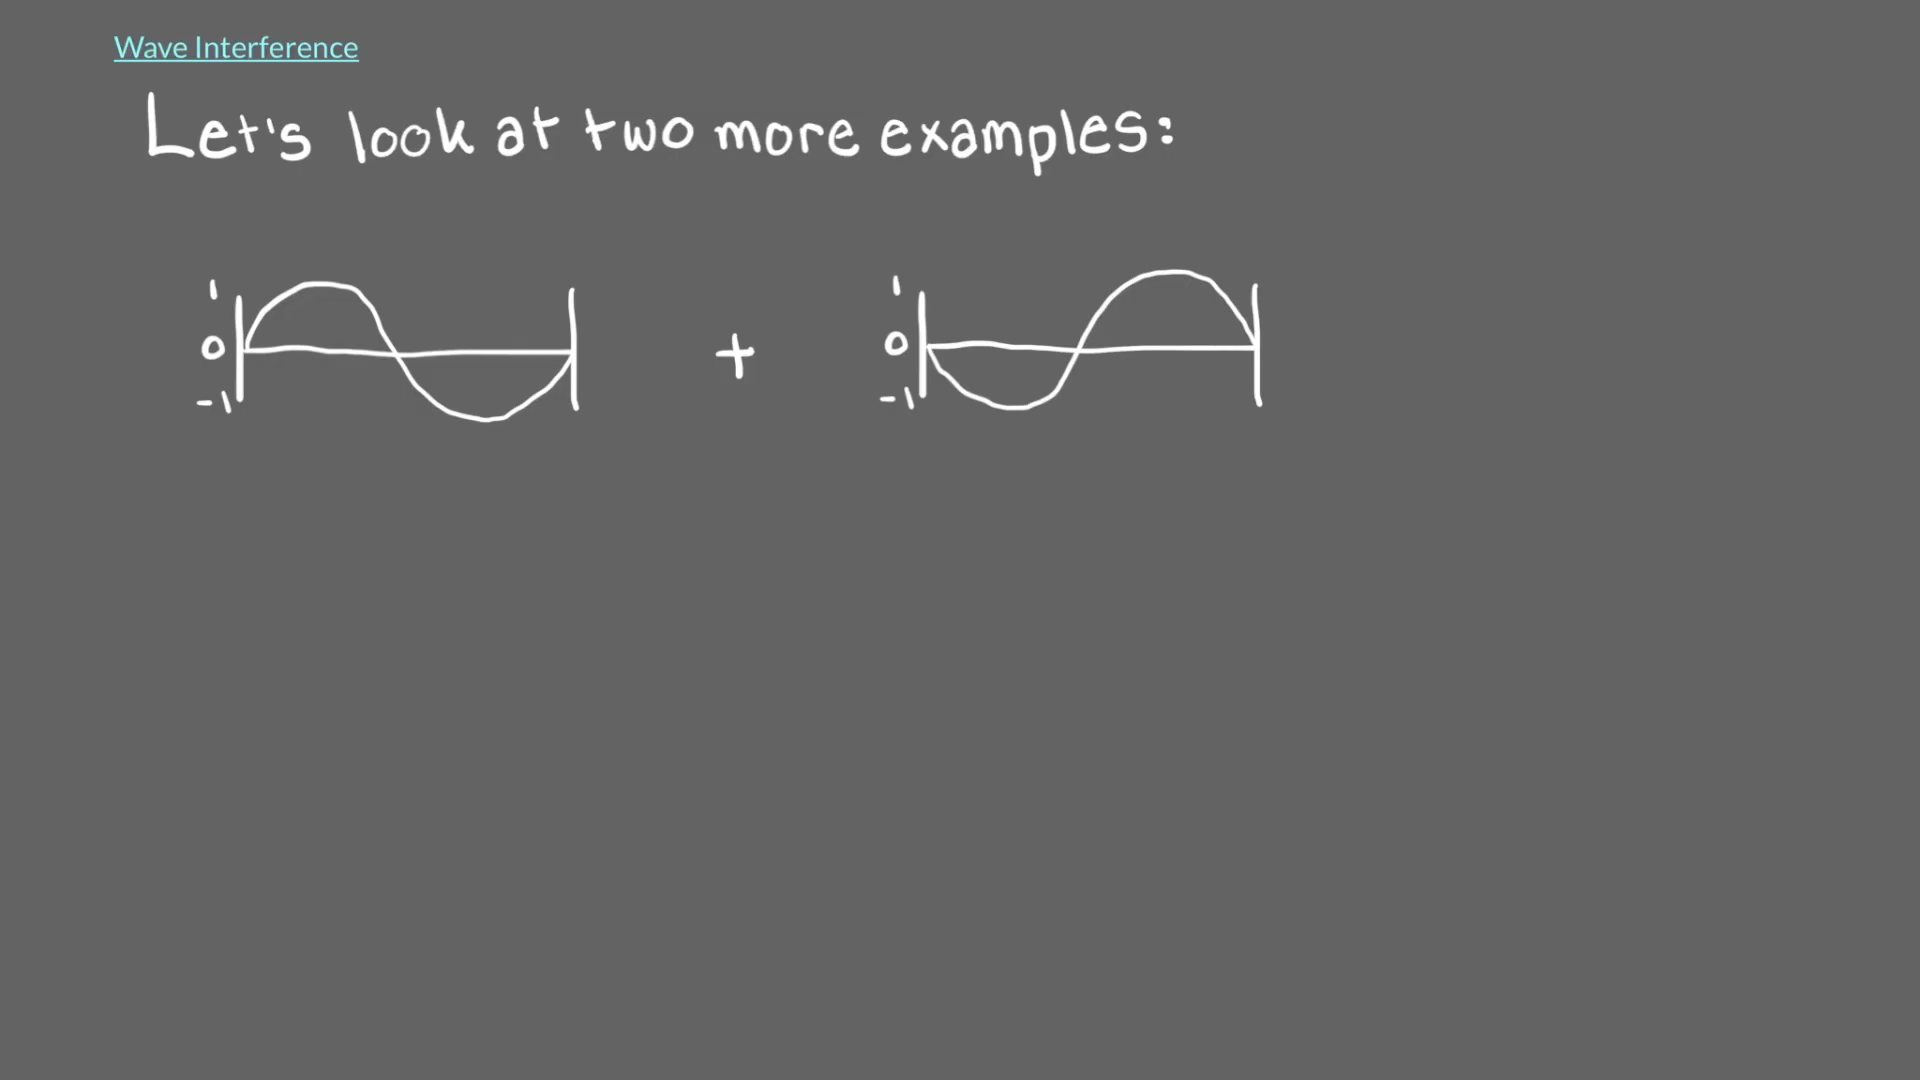 Wave Interference
Let's look at two more examples:
1 1
0 + 0
-1 -1